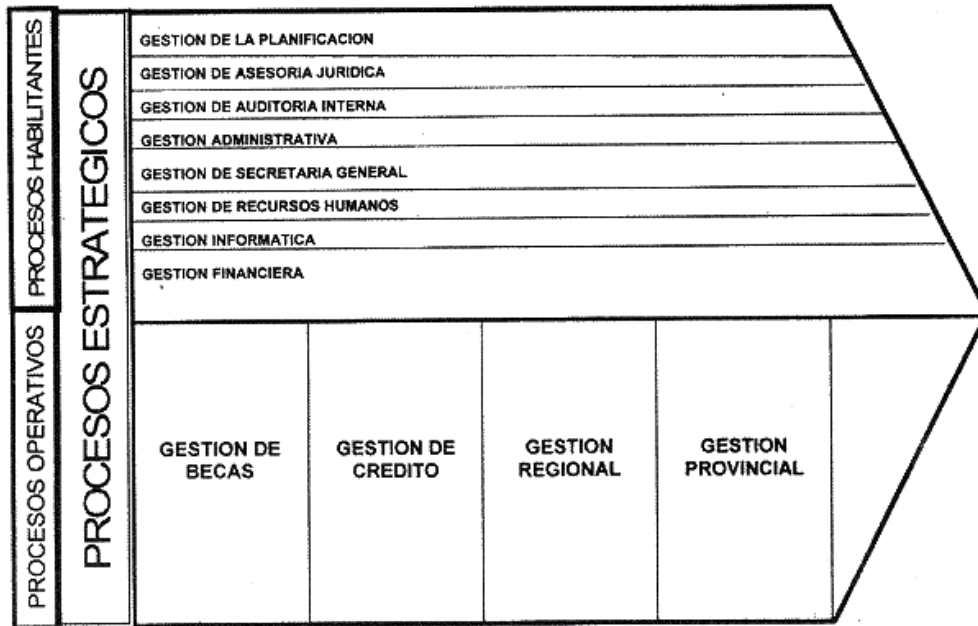 PROCESOS HABILITANTES
PROCESOS OPERATIVOS
PROCESOS ESTRATEGICOS
GESTION DE LA PLANIFICACION
GESTION DE ASESORIA JURIDICA
GESTION DE AUDITORIA INTERNA
GESTION ADMINISTRATIVA
GESTION DE SECRETARIA GENERAL
GESTION DE RECURSOS HUMANOS
GESTION INFORMATICA
GESTION FINANCIERA
GESTION DE
BECAS
GESTION DE
CREDITO
GESTION
REGIONAL
GESTION
PROVINCIAL